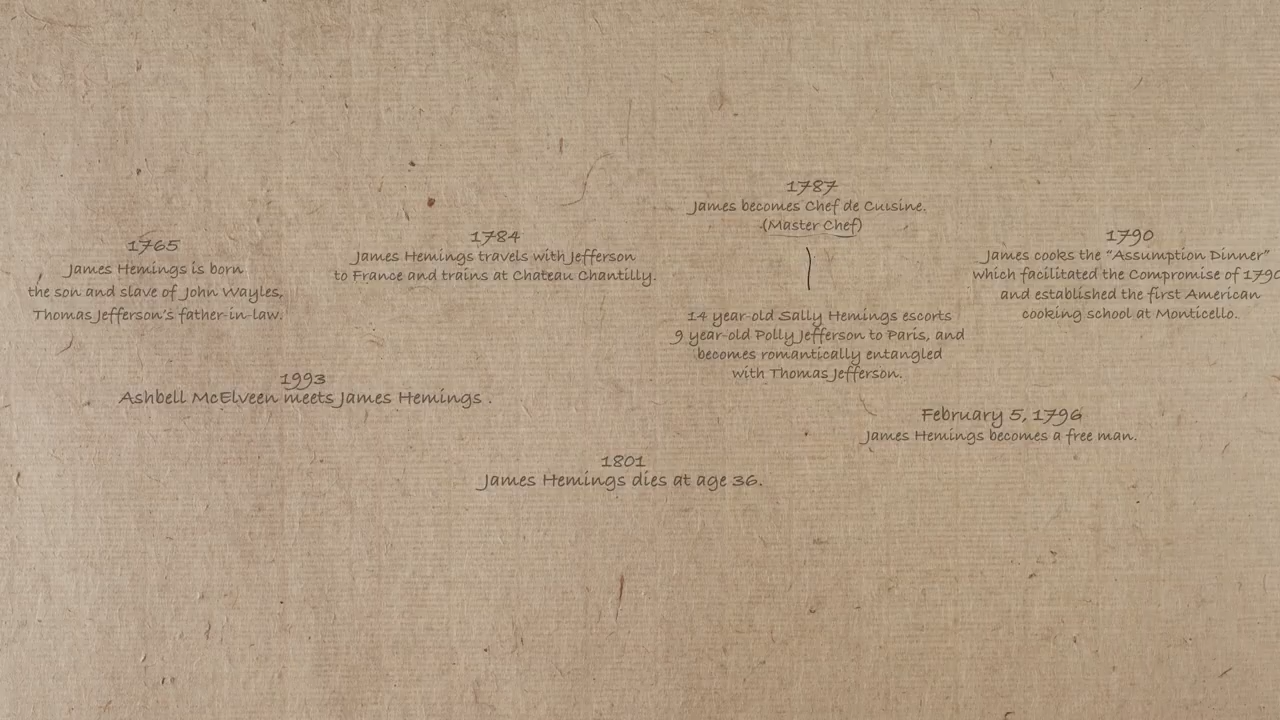 1765
James Hemings is born
the son and slave of John Wayles,
Thomas Jefferson's father-in-law.
1784
James Hemings travels with Jefferson
to France and trains at Chateau Chantilly.
1787
James becomes Chef de Cuisine.
(Master Chef)
14 year-old Sally Hemings escorts
9 year-old Polly Jefferson to Paris, and
becomes romantically entangled
with Thomas Jefferson.
1790
James cooks the "Assumption Dinner"
which facilitated the Compromise of 1790
and established the first American
cooking school at Monticello.
February 5, 1796
James Hemings becomes a free man.
1801
James Hemings dies at age 36.
1993
Ashbell McElveen meets James Hemings .